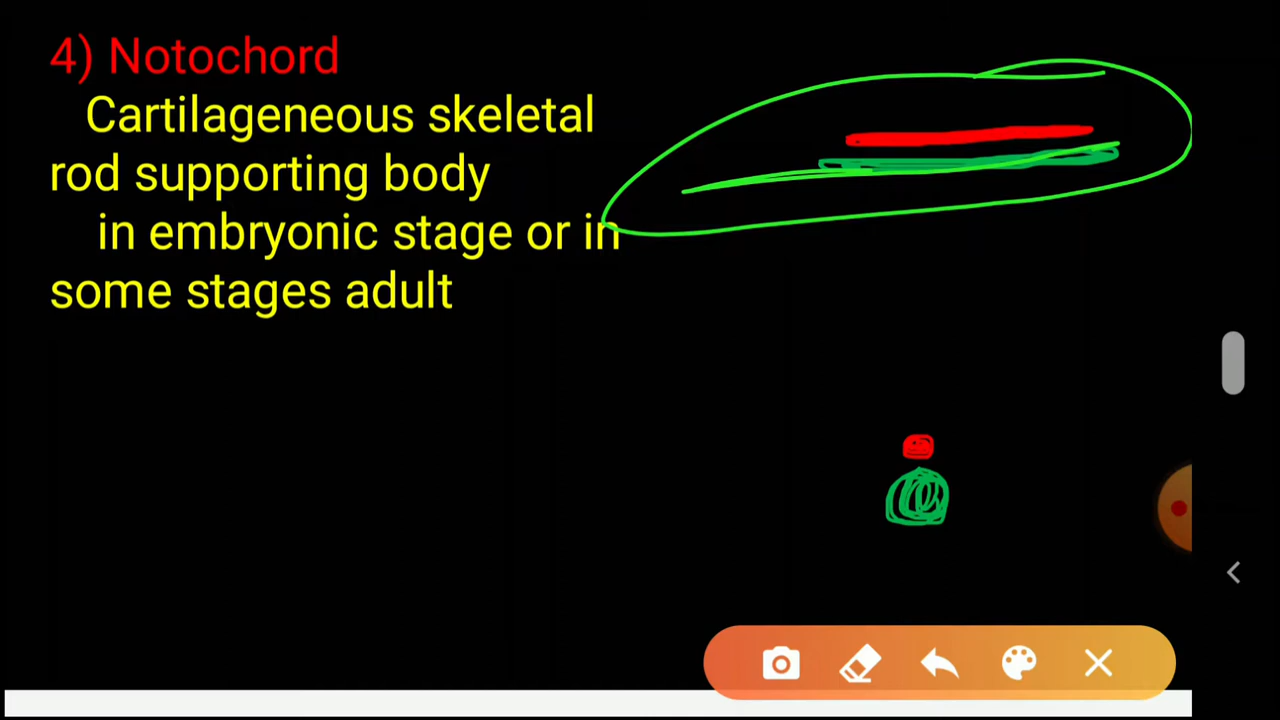 4) Notochord
Cartilageneous skeletal
rod supporting body
in embryonic stage or in
some stages adult